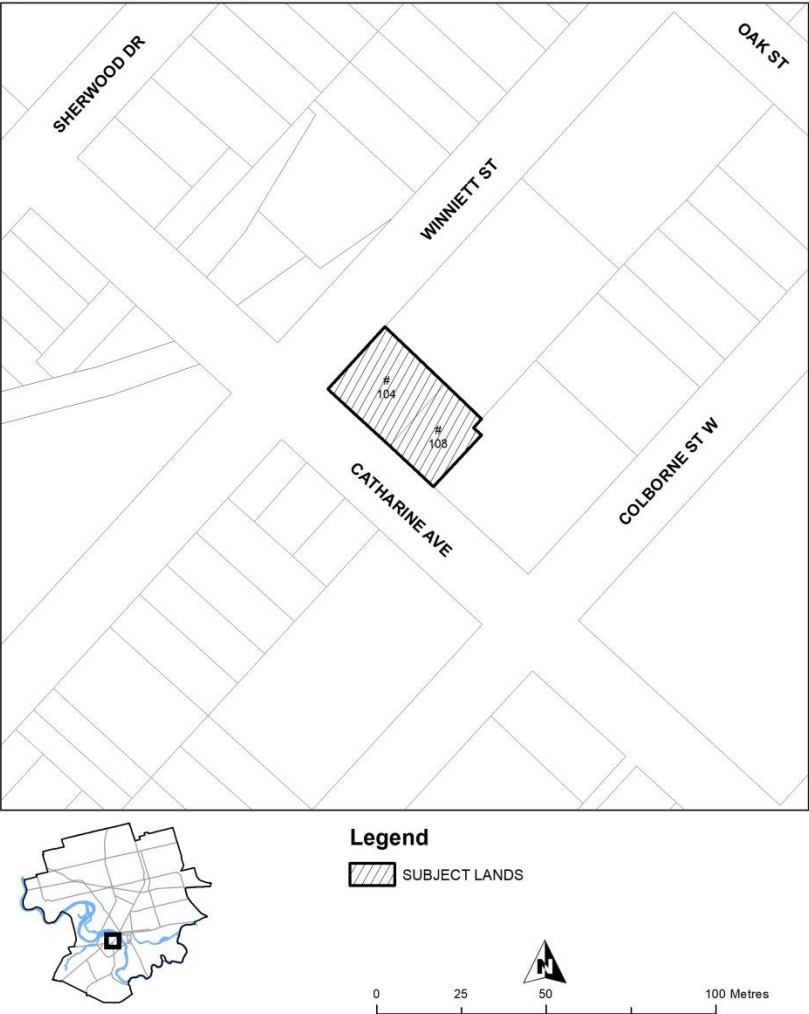 SHERWOOD DR
OAK ST
WINNIETT ST
#
104
#
108
CATHARINE AVE
COLBORNE ST W
Legend
SUBJECT LANDS
N
0 25 50 100 Metres